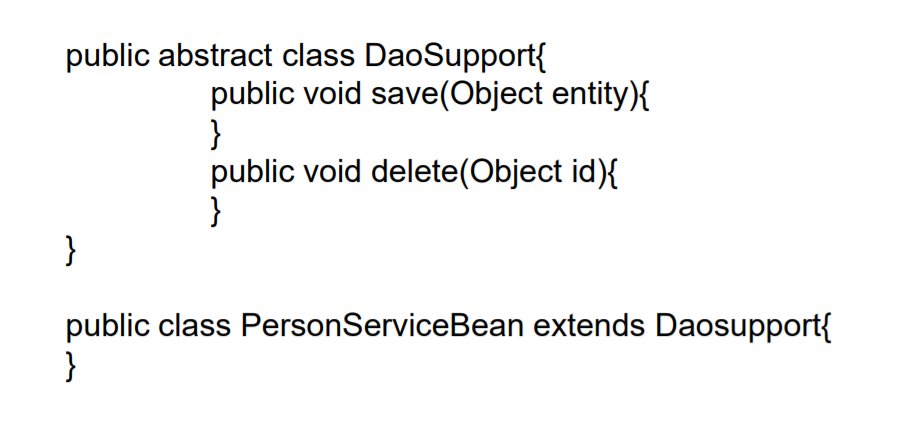 public abstract class DaoSupport{
public void save(Object entity){
}
public void delete(Object id){
}
}
public class PersonServiceBean extends Daosupport{
}